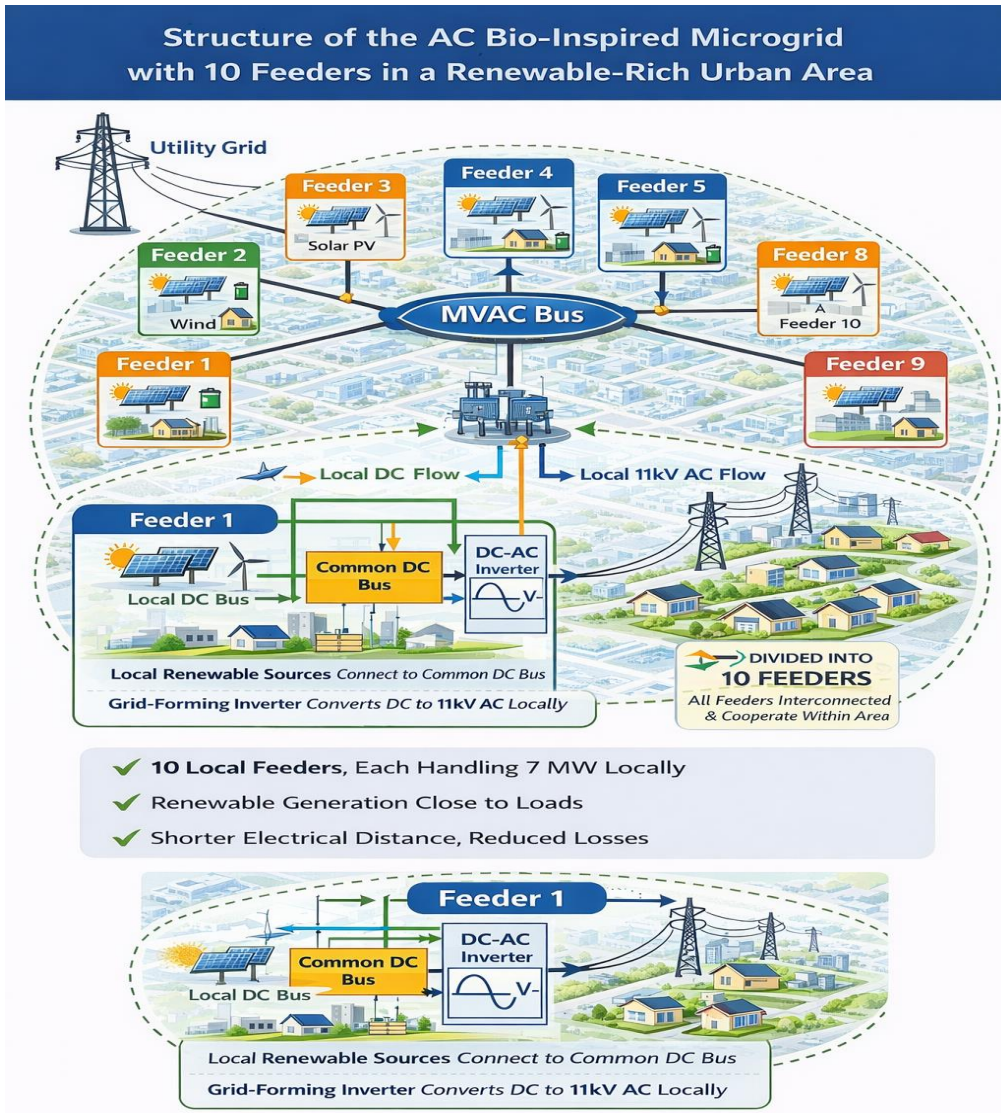 Structure of the AC Bio-Inspired Microgrid
with 10 Feeders in a Renewable-Rich Urban Area
Utility Grid
Feeder 3
Solar PV
Feeder 4
Feeder 5
Feeder 2
Wind
Feeder 8
A
Feeder 10
MVAC Bus
Feeder 1
Feeder 9
Local DC Flow
Local 11kV AC Flow
Feeder 1
Local DC Bus
Common DC
Bus
DC-AC
Inverter
V-
Local Renewable Sources Connect to Common DC Bus
Grid-Forming Inverter Converts DC to 11kV AC Locally
DIVIDED INTO
10 FEEDERS
All Feeders Interconnected
& Cooperate Within Area
✓ 10 Local Feeders, Each Handling 7 MW Locally
✓ Renewable Generation Close to Loads
✓ Shorter Electrical Distance, Reduced Losses
Feeder 1
Local DC Bus
Common DC
Bus
DC-AC
Inverter
V-
Local Renewable Sources Connect to Common DC Bus
Grid-Forming Inverter Converts DC to 11kV AC Locally